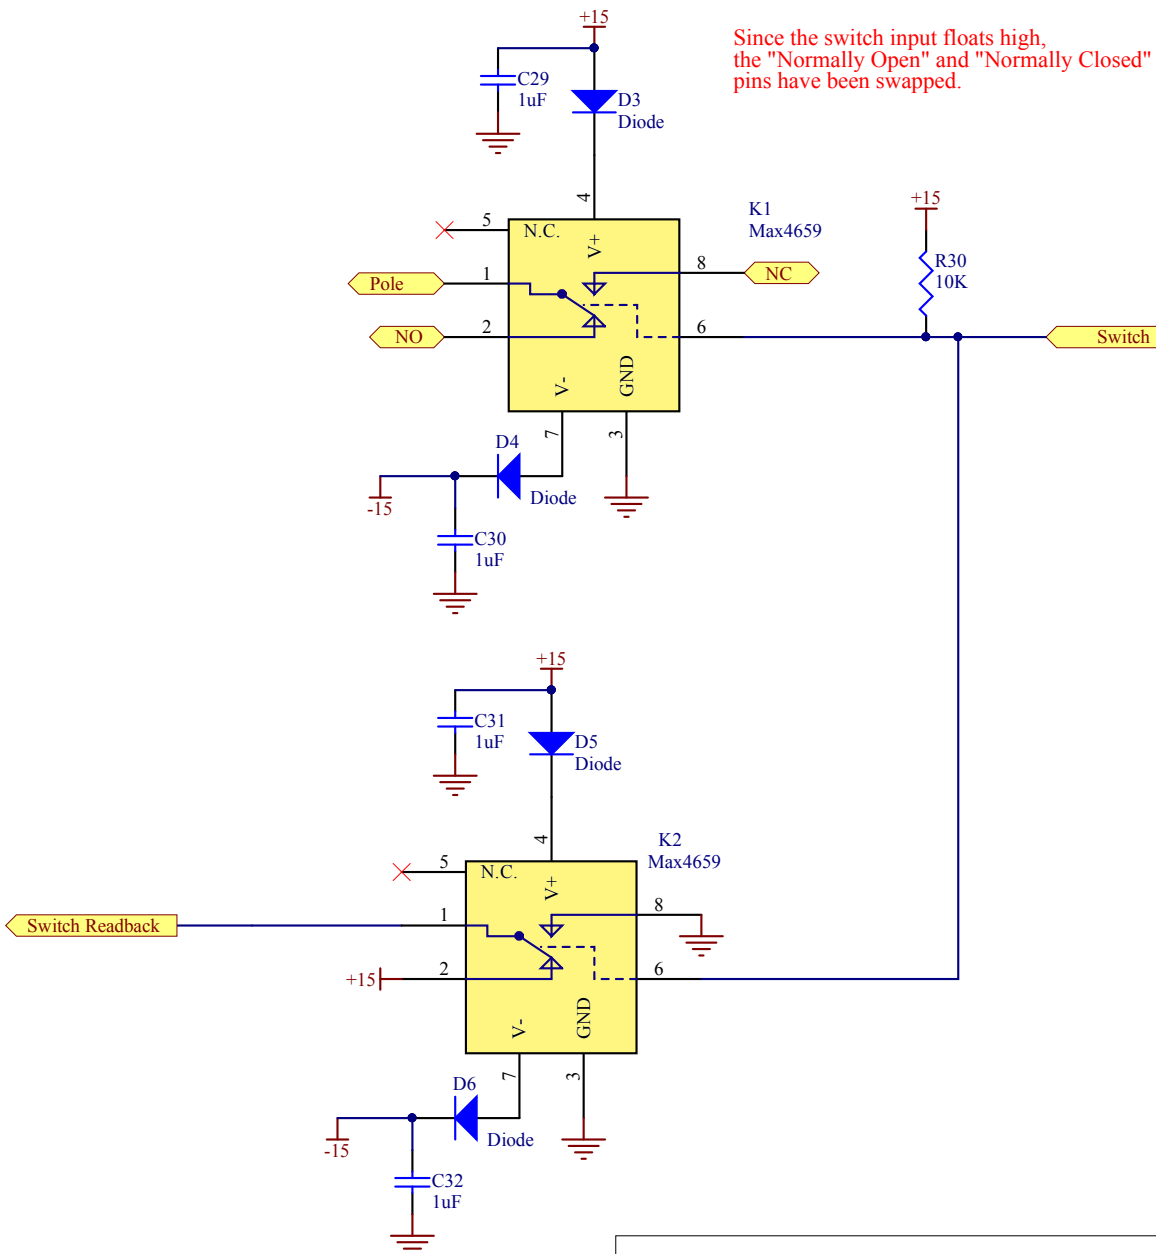 +15
Since the switch input floats high,
the "Normally Open" and "Normally Closed"
pins have been swapped.
C29
1uF
D3
Diode
4
K1
Max4659
+15
5
N.C.
V+
R30
10K
Pole
1
8
NC
NO
2
6
Switch
V-
GND
7
3
D4
Diode
-15
C30
1uF
+15
C31
1uF
D5
Diode
4
K2
Max4659
5
N.C.
V+
Switch Readback
1
8
+15
2
6
V-
GND
7
3
D6
Diode
-15
C32
1uF